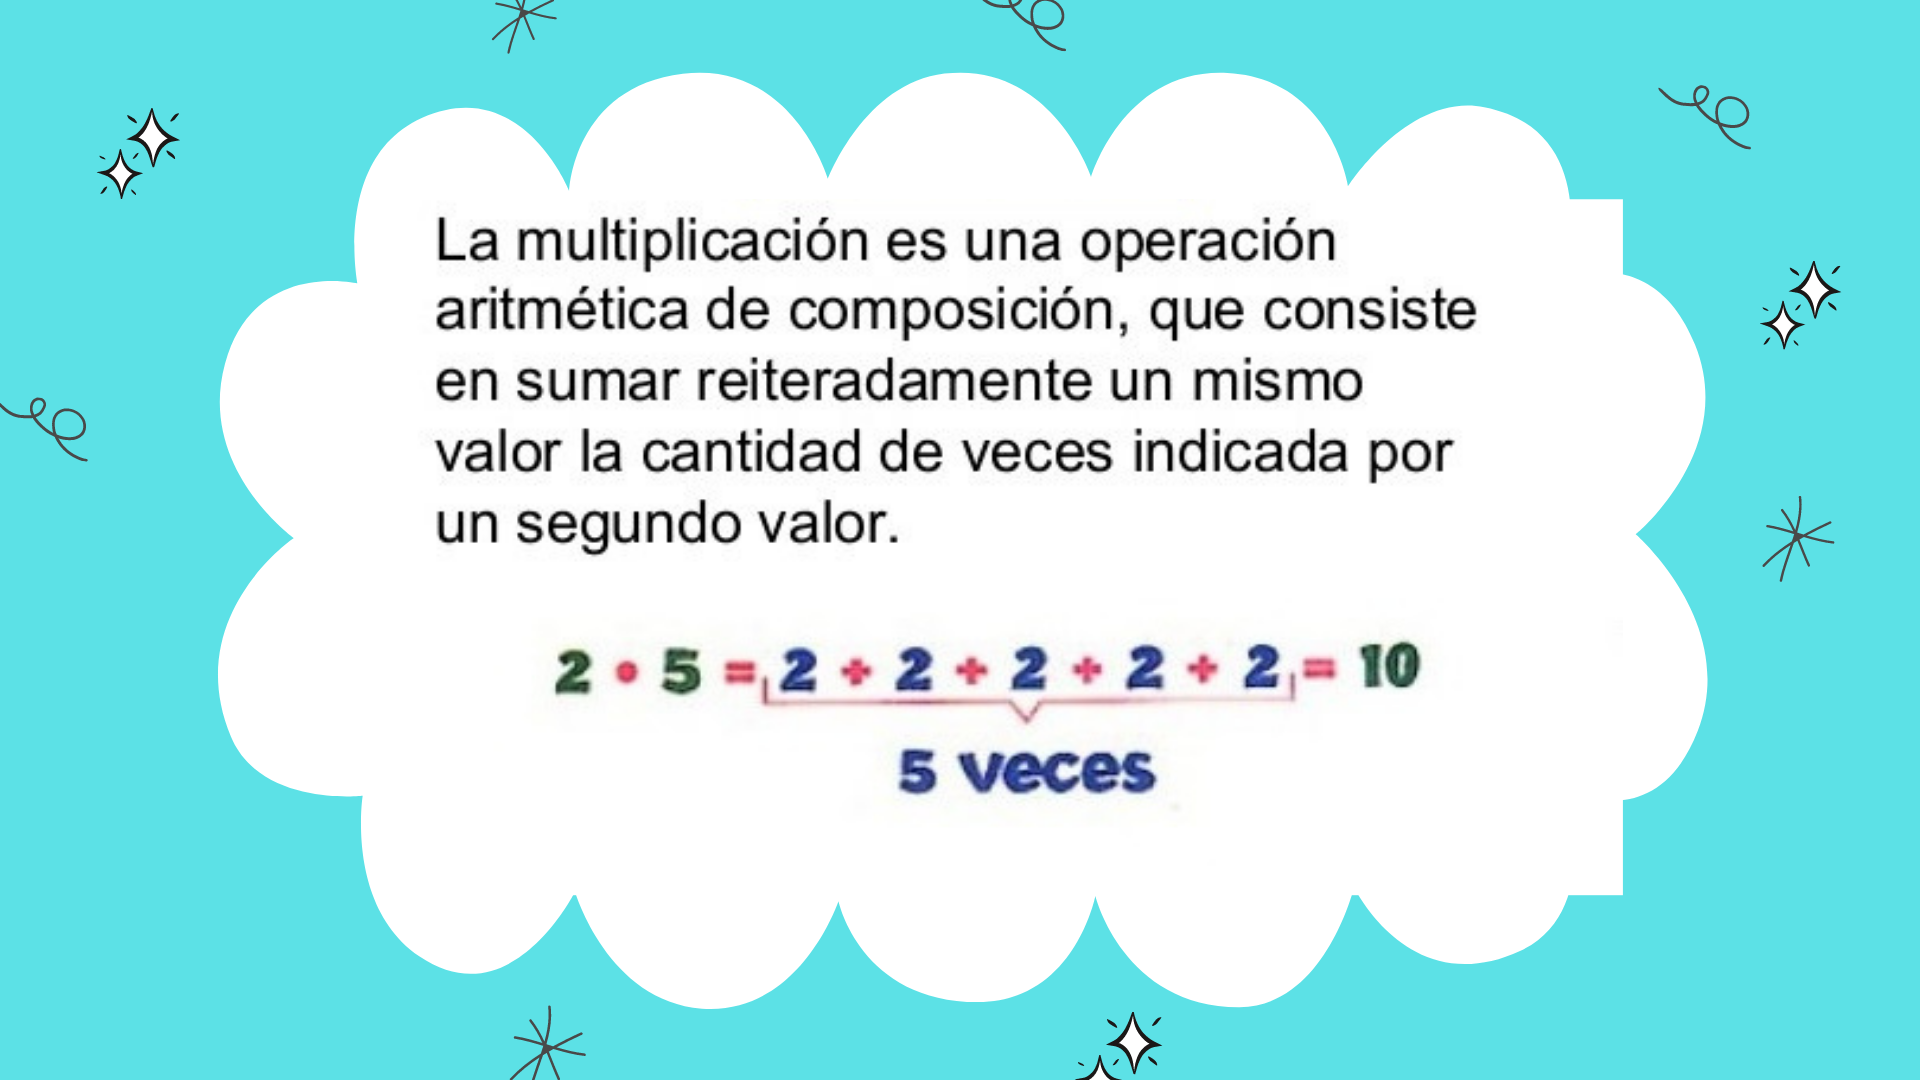 La multiplicación es una operación
aritmética de composición, que consiste
en sumar reiteradamente un mismo
valor la cantidad de veces indicada por
un segundo valor.
2 • 5 = 2 + 2 + 2 + 2 + 2 = 10
5 veces